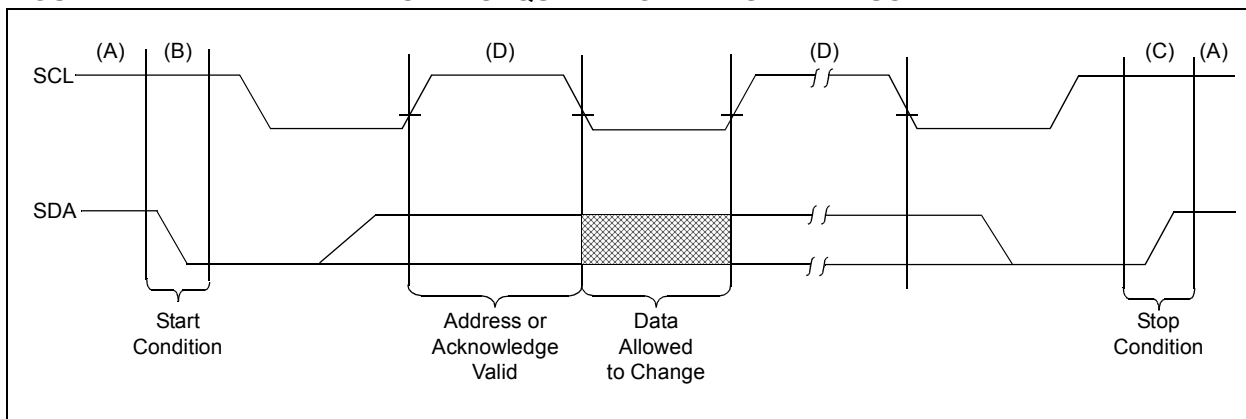 (A) (B) (D) (D) (C) (A)
SCL
SDA
Start
Condition
Address or
Acknowledge
Valid
Data
Allowed
to Change
Stop
Condition